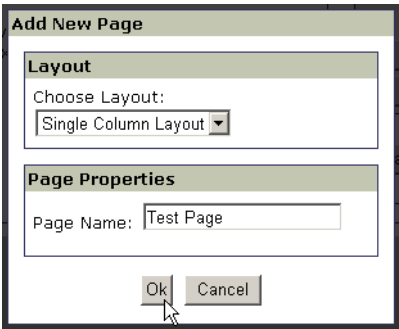 Add New Page
Layout
Choose Layout:
Single Column Layout
Page Properties
Page Name: Test Page
Ok Cancel